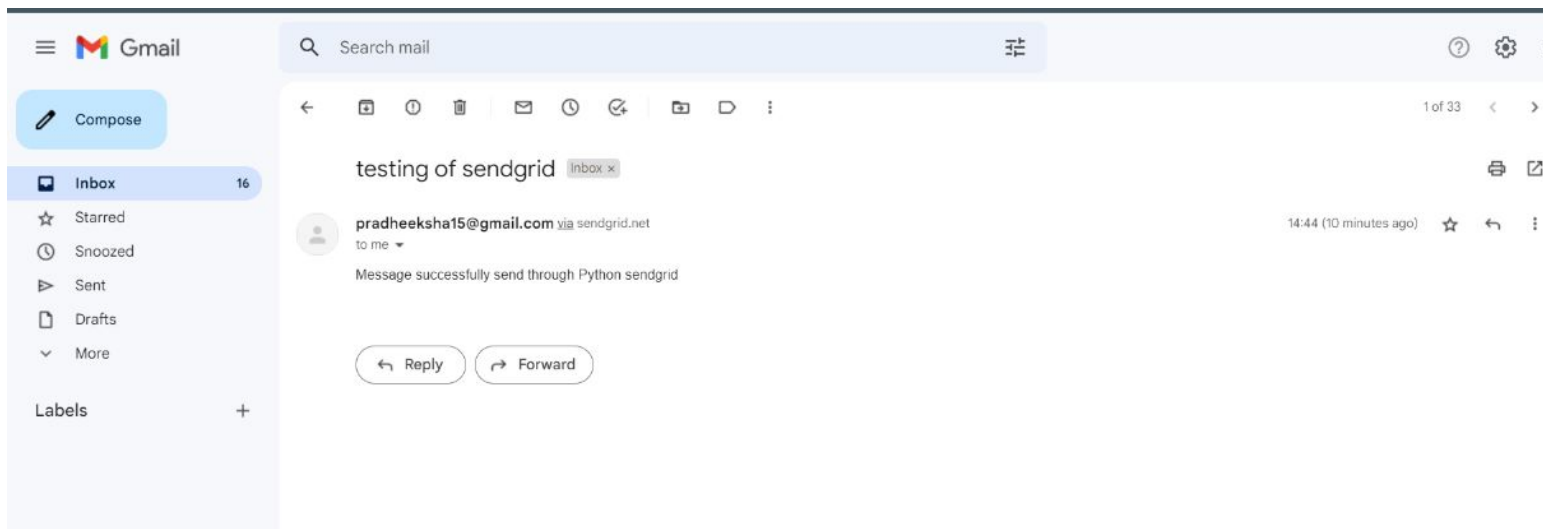 Gmail
Search mail
Compose
1 of 33
Inbox 16
Starred
Snoozed
Sent
Drafts
More
Labels
testing of sendgrid Inbox ×
pradheeksha15@gmail.com via sendgrid.net 14:44 (10 minutes ago)
to me
Message successfully send through Python sendgrid
Reply Forward